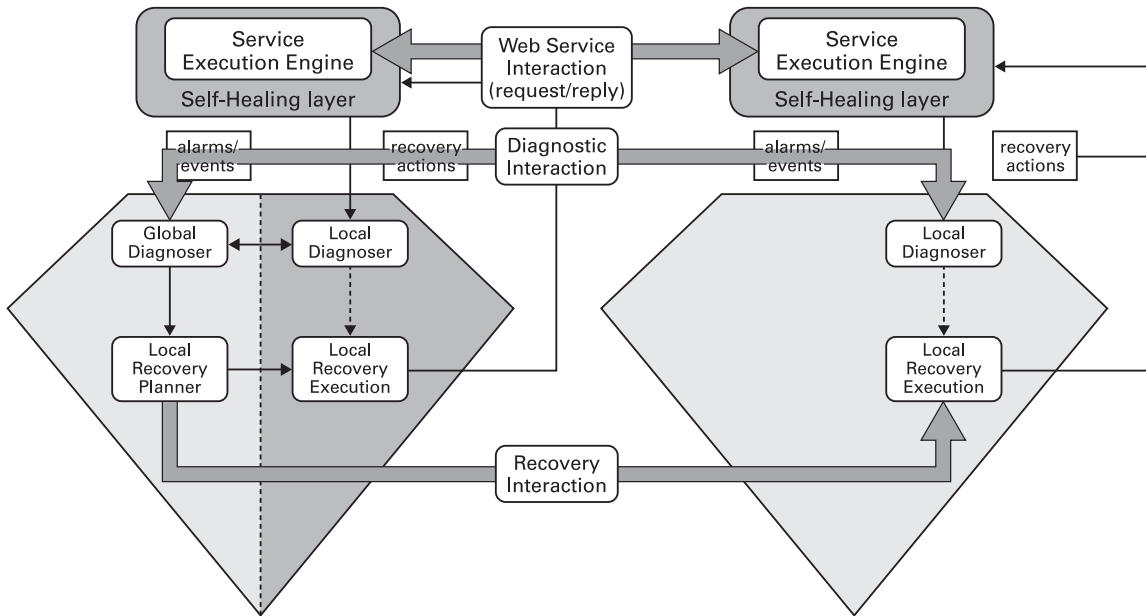 Service
Execution Engine
Self-Healing layer
Web Service
Interaction
(request/reply)
Service
Execution Engine
Self-Healing layer
alarms/
events
recovery
actions
Diagnostic
Interaction
alarms/
events
recovery
actions
Global
Diagnoser
Local
Diagnoser
Local
Diagnoser
Local
Recovery
Planner
Local
Recovery
Execution
Local
Recovery
Execution
Recovery
Interaction